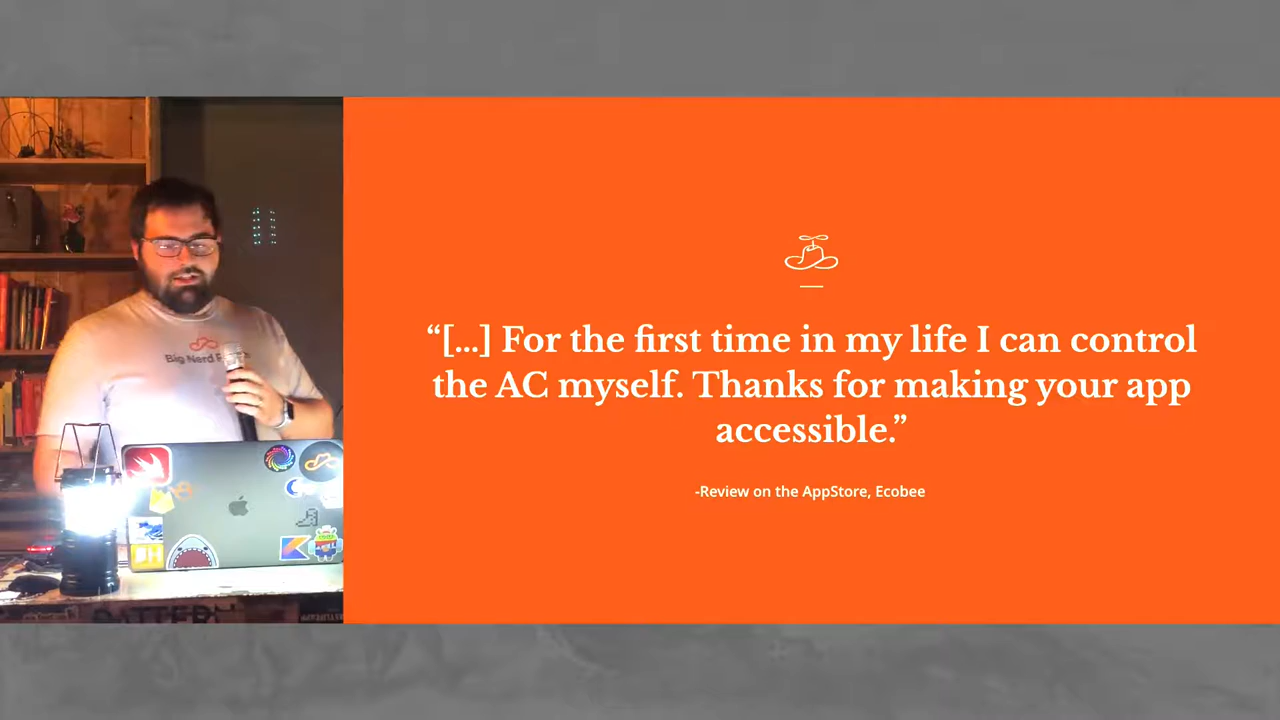 “[...] For the first time in my life I can control
the AC myself. Thanks for making your app
accessible.”
-Review on the AppStore, Ecobee
Big Nerd